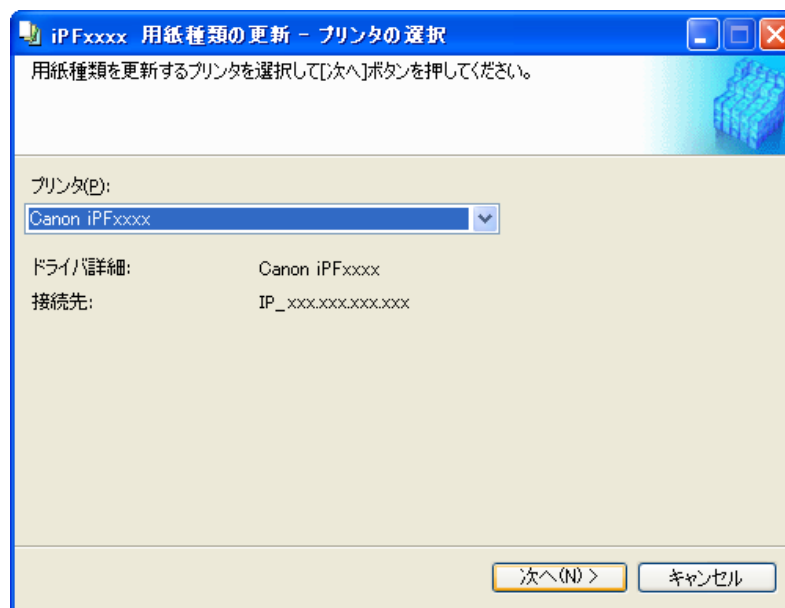 iPFxxxx 用紙種類の更新 - プリンタの選択
用紙種類を更新するプリンタを選択して[次へ]ボタンを押してください。
プリンタ(P):
Canon iPFxxxx
ドライバ詳細: Canon iPFxxxx
接続先: IP_xxx.xxx.xxx.xxx
次へ(N) > キャンセル